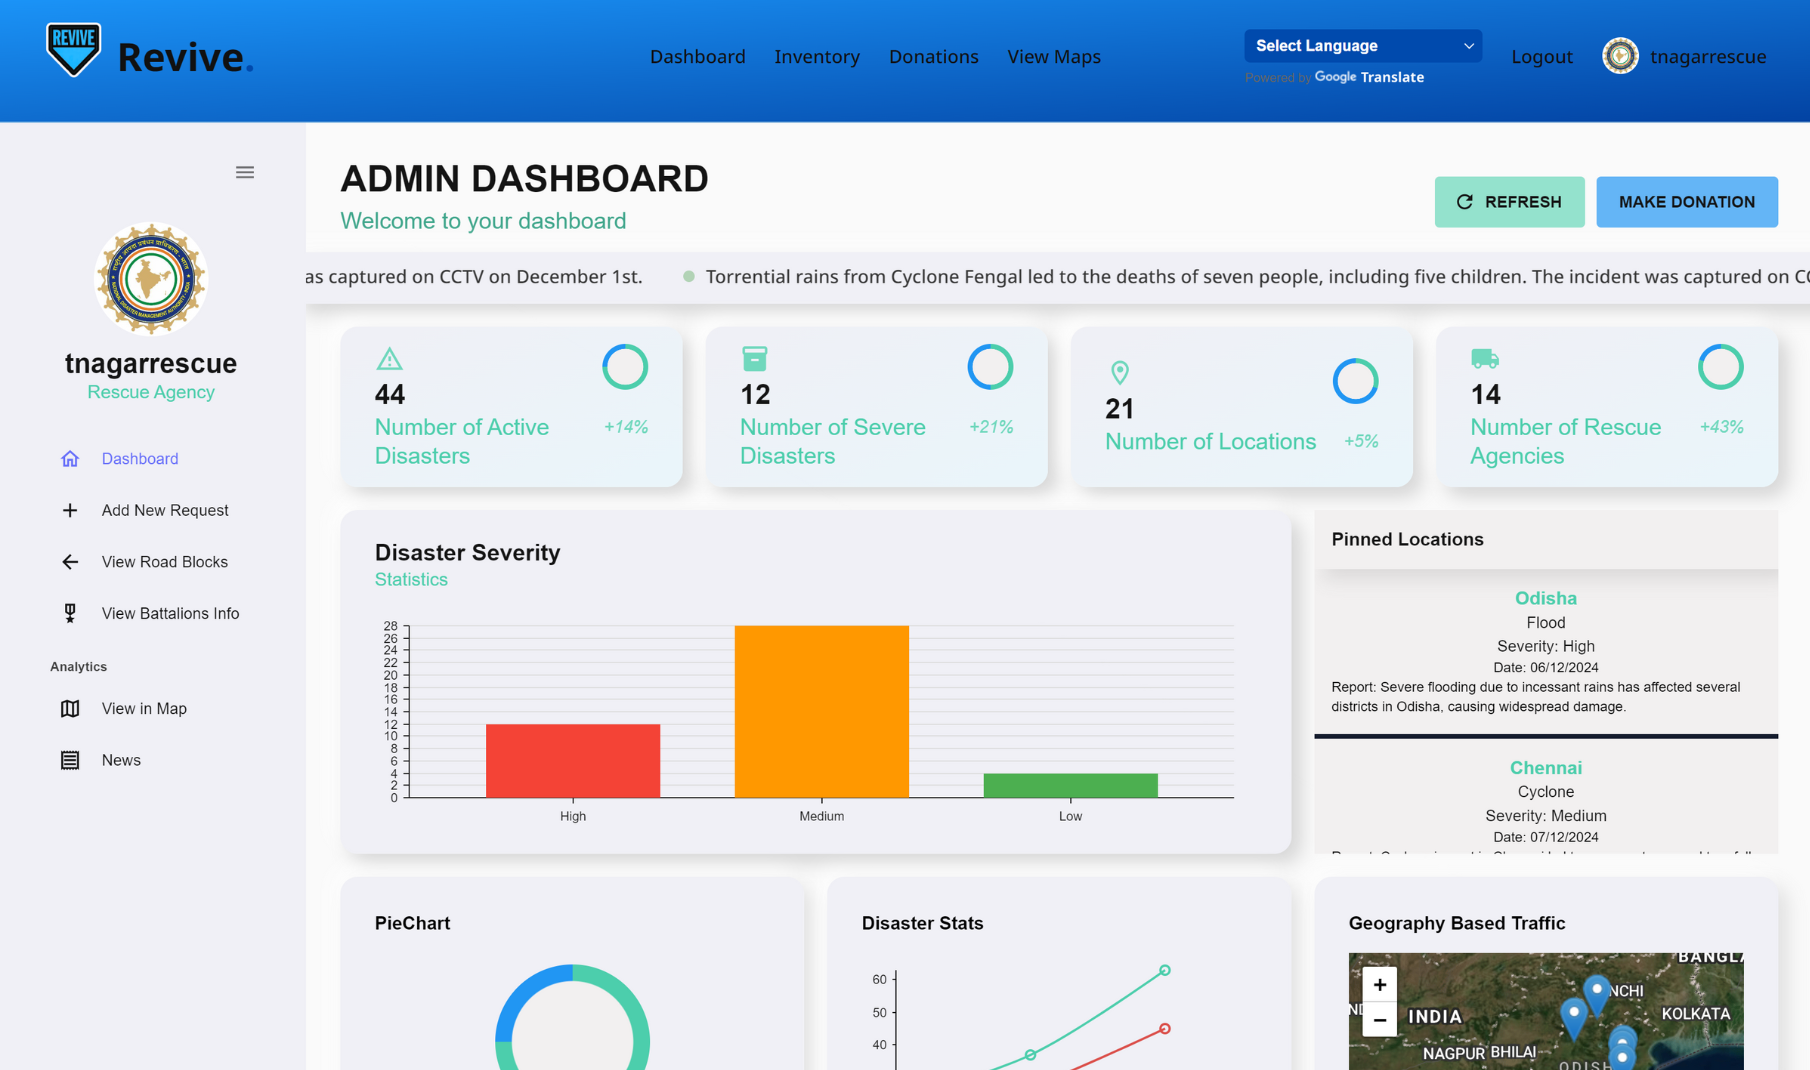 REVIVE
Revive.
Dashboard
Inventory
Donations
View Maps
Select Language
Powered by Google Translate
Logout
tnagarrescue
tnagarrescue
Rescue Agency
Dashboard
Add New Request
View Road Blocks
View Battalions Info
Analytics
View in Map
News
ADMIN DASHBOARD
Welcome to your dashboard
REFRESH
MAKE DONATION
as captured on CCTV on December 1st.
Torrential rains from Cyclone Fengal led to the deaths of seven people, including five children. The incident was captured on
44
Number of Active
Disasters
+14%
12
Number of Severe
Disasters
+21%
21
Number of Locations
+5%
14
Number of Rescue
Agencies
+43%
Disaster Severity
Statistics
28
26
24
22
20
18
16
14
12
10
8
6
4
2
0
High
Medium
Low
Pinned Locations
Odisha
Flood
Severity: High
Date: 06/12/2024
Report: Severe flooding due to incessant rains has affected several
districts in Odisha, causing widespread damage.
Chennai
Cyclone
Severity: Medium
Date: 07/12/2024
PieChart
Disaster Stats
60
50
40
Geography Based Traffic
+
−
BANGLA
NCHI
INDIA
KOLKATA
NAGPUR
BHILAI
ODISH